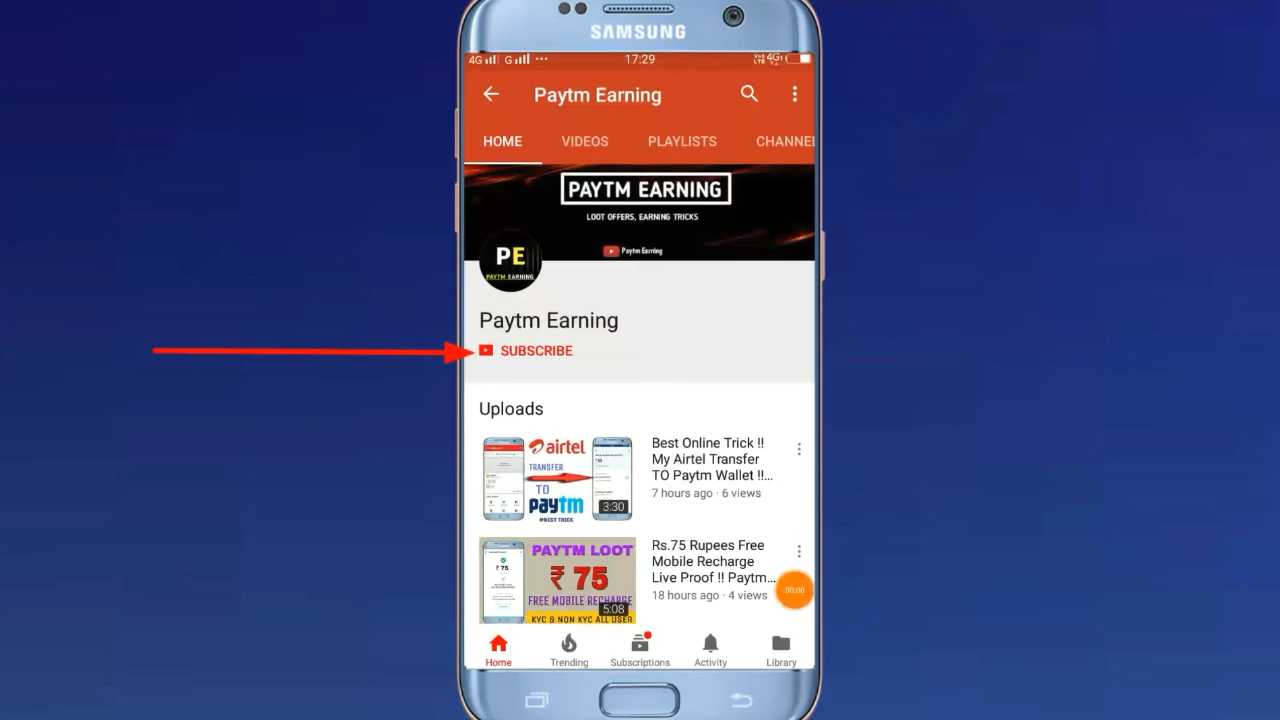 SAMSUNG
4G G ... 17:29 4G
Paytm Earning
HOME VIDEOS PLAYLISTS CHANNEL
PAYTM EARNING
LOOT OFFERS, EARNING TRICKS
Paytm Earning
PE
PAYTM EARNING
Paytm Earning
SUBSCRIBE
Uploads
airtel
TRANSFER
TO
paytm
#BEST TRICK
3:30
Best Online Trick !!
My Airtel Transfer
TO Paytm Wallet !!...
7 hours ago · 6 views
PAYTM LOOT
₹ 75
₹ 75
FREE MOBILE RECHARGE
5:08
KYC & NON KYC ALL USER
Rs.75 Rupees Free
Mobile Recharge
Live Proof !! Paytm...
18 hours ago · 4 views
00:00
Home Trending Subscriptions Activity Library